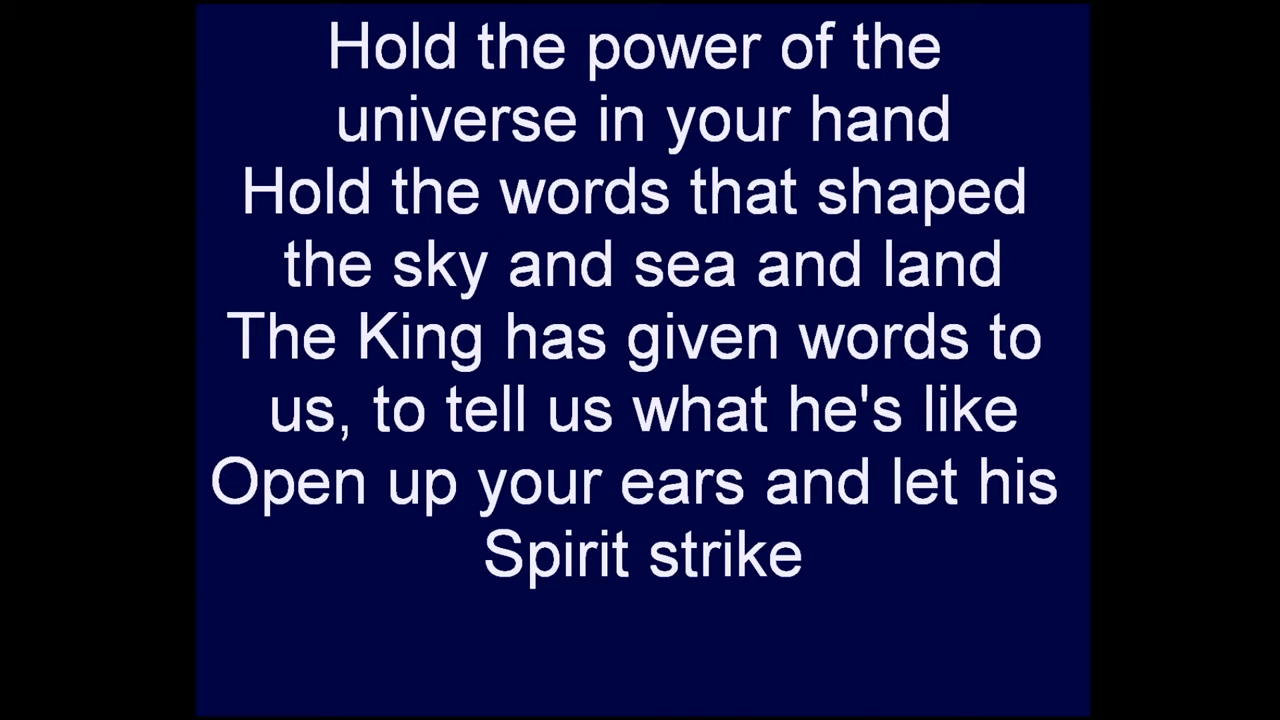 Hold the power of the
universe in your hand
Hold the words that shaped
the sky and sea and land
The King has given words to
us, to tell us what he's like
Open up your ears and let his
Spirit strike